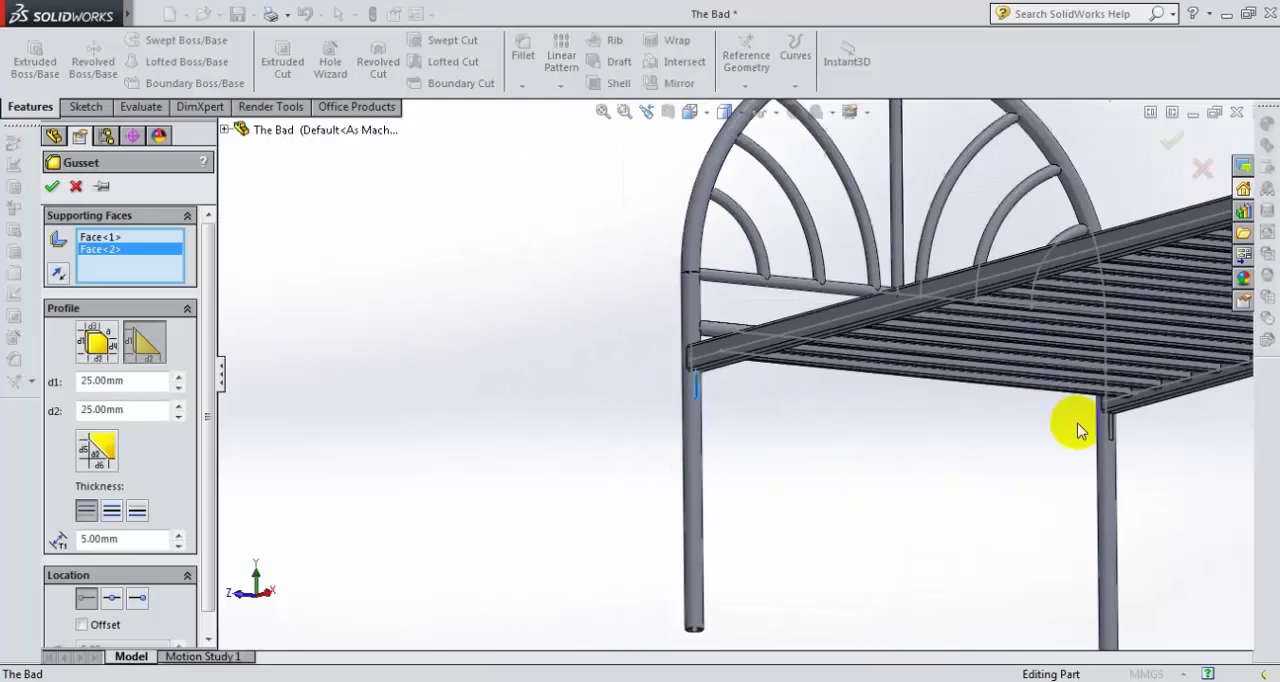 SOLIDWORKS
The Bad *
Search SolidWorks Help
Extruded Boss/Base
Revolved Boss/Base
Swept Boss/Base
Lofted Boss/Base
Boundary Boss/Base
Extruded Cut
Hole Wizard
Revolved Cut
Swept Cut
Lofted Cut
Boundary Cut
Fillet
Linear Pattern
Rib
Draft
Shell
Wrap
Intersect
Mirror
Reference Geometry
Curves
Instant3D
Features
Sketch
Evaluate
DimXpert
Render Tools
Office Products
The Bad (Default<As Mach...
Gusset
?
Supporting Faces
Face<1>
Face<2>
Profile
d1:
25.00mm
d2:
25.00mm
Thickness:
5.00mm
Location
Offset
Y
Z
X
Model
Motion Study 1
The Bad
Editing Part
MMGS